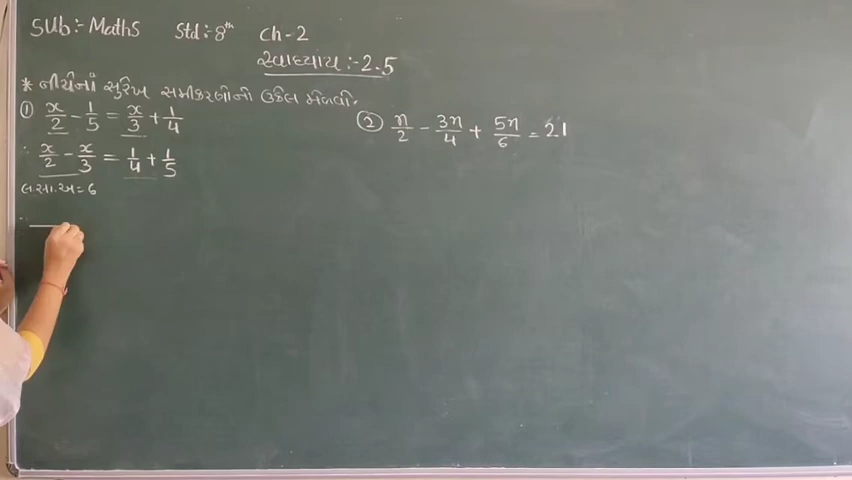 Sub:- Maths Std:- 8th Ch-2
સ્વાધ્યાય :- 2.5
* નીચેનાં સુરેખ સમીકરણોનો ઉકેલ મેળવો.
① x/2 - 1/5 = x/3 + 1/4
∴ x/2 - x/3 = 1/4 + 1/5
લ.સા.અ = 6
∴
② n/2 - 3n/4 + 5n/6 = 21